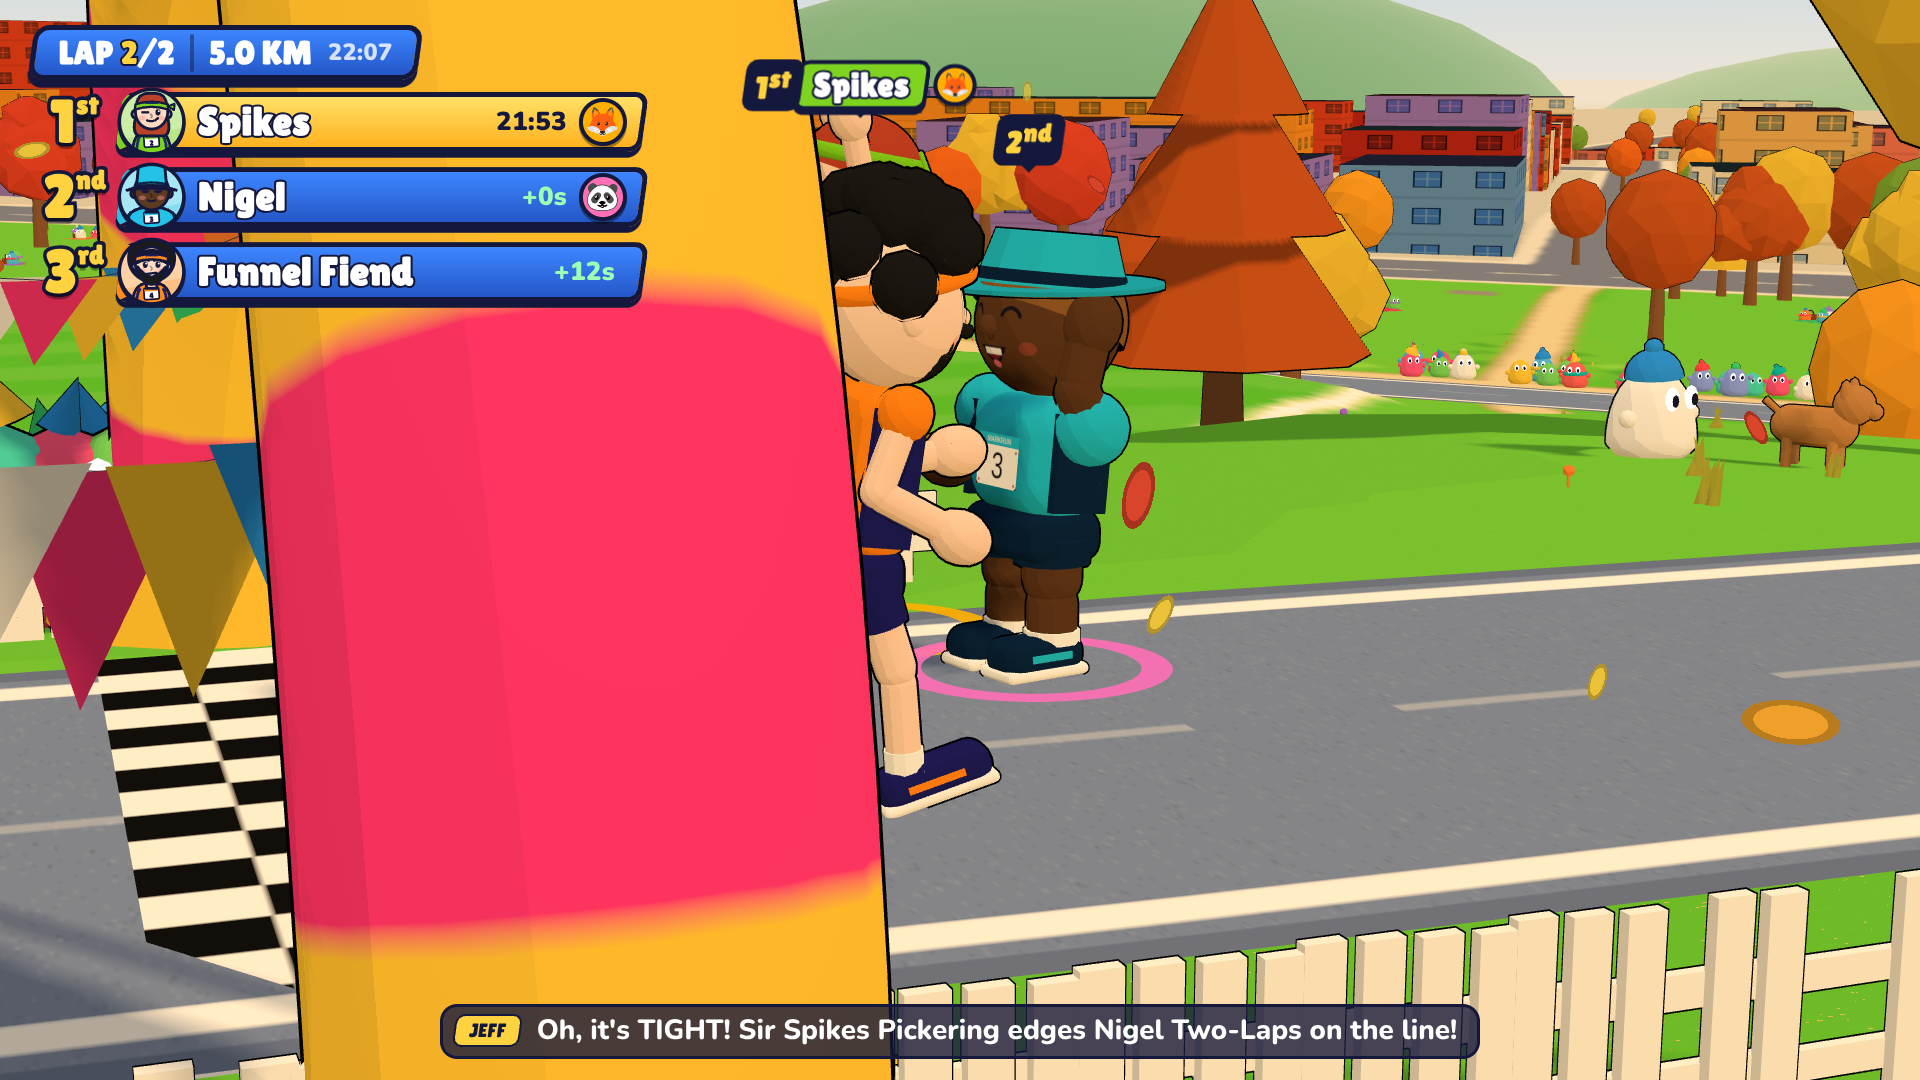 LAP 2/2 5.0 KM 22:07
1st Spikes 21:53
2nd Nigel +0s
3rd Funnel Fiend +12s
1st Spikes
2nd
MARKRUN
3
JEFF Oh, it's TIGHT! Sir Spikes Pickering edges Nigel Two-Laps on the line!